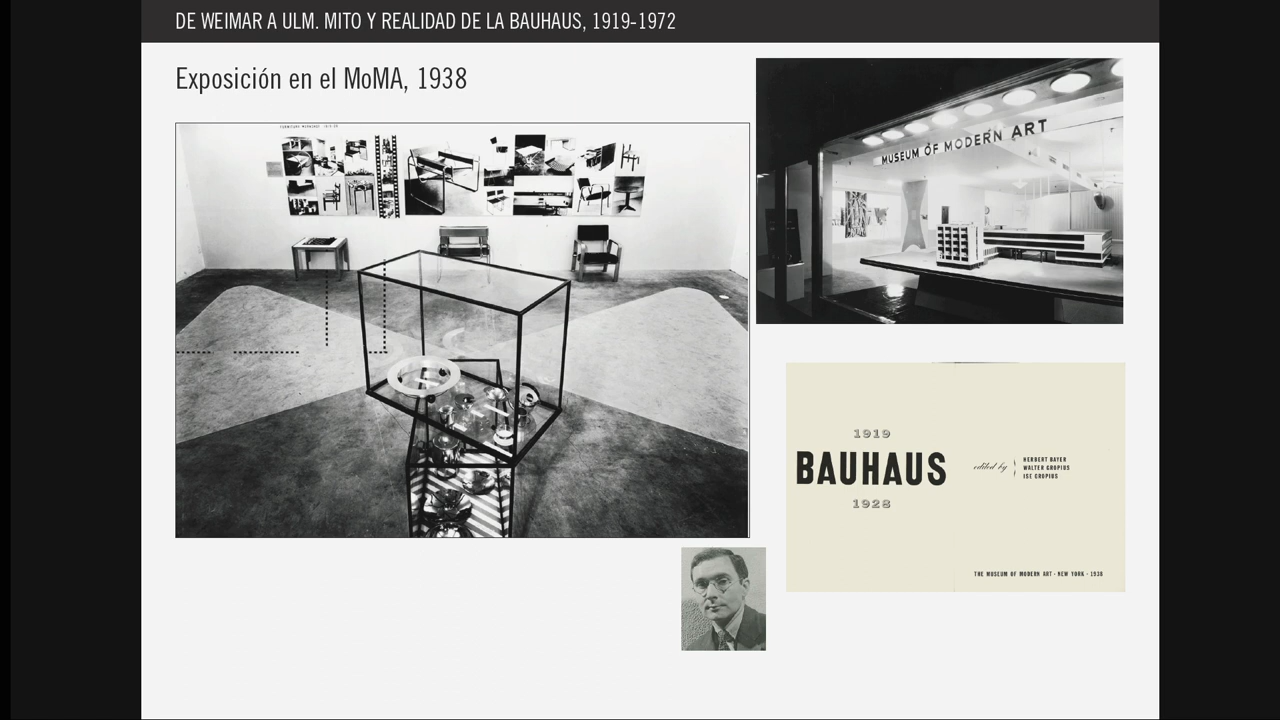 DE WEIMAR A ULM. MITO Y REALIDAD DE LA BAUHAUS, 1919-1972
Exposición en el MoMA, 1938
MUSEUM OF MODERN ART
1919
BAUHAUS
1928
edited by
HERBERT BAYER
WALTER GROPIUS
ISE GROPIUS
THE MUSEUM OF MODERN ART · NEW YORK · 1938